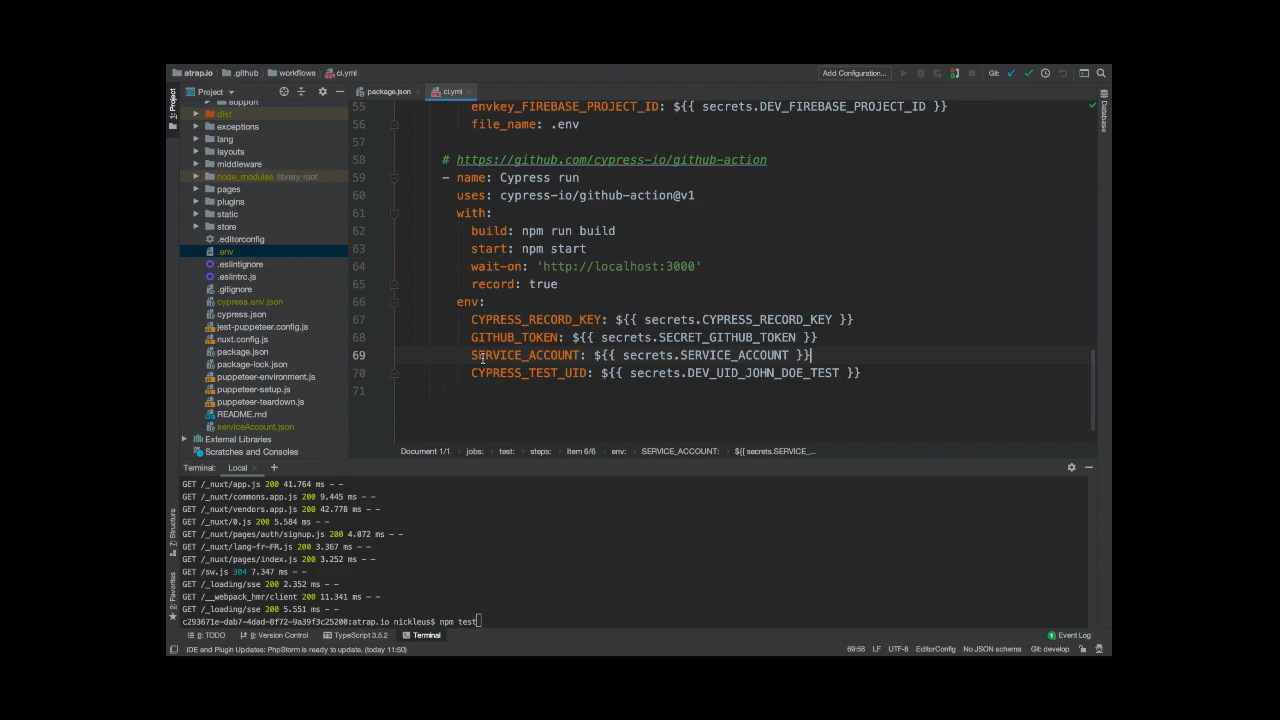 atrap.io .github workflows ci.yml Add Configuration... Git:
1: Project
Project
package.json ci.yml
Database
support
dist
exceptions
lang
layouts
middleware
node_modules library root
pages
plugins
static
store
.editorconfig
.env
.eslintignore
.eslintrc.js
.gitignore
cypress.env.json
cypress.json
jest-puppeteer.config.js
nuxt.config.js
package.json
package-lock.json
puppeteer-environment.js
puppeteer-setup.js
puppeteer-teardown.js
README.md
serviceAccount.json
External Libraries
Scratches and Consoles
55 envkey_FIREBASE_PROJECT_ID: ${{ secrets.DEV_FIREBASE_PROJECT_ID }}
56 file_name: .env
57
58 # https://github.com/cypress-io/github-action
59 - name: Cypress run
60 uses: cypress-io/github-action@v1
61 with:
62 build: npm run build
63 start: npm start
64 wait-on: 'http://localhost:3000'
65 record: true
66 env:
67 CYPRESS_RECORD_KEY: ${{ secrets.CYPRESS_RECORD_KEY }}
68 GITHUB_TOKEN: ${{ secrets.SECRET_GITHUB_TOKEN }}
69 SERVICE_ACCOUNT: ${{ secrets.SERVICE_ACCOUNT }}
70 CYPRESS_TEST_UID: ${{ secrets.DEV_UID_JOHN_DOE_TEST }}
71
Document 1/1 jobs: test: steps: Item 6/6 env: SERVICE_ACCOUNT: ${{ secrets.SERVICE_...
Terminal: Local +
7: Structure
2: Favorites
GET /_nuxt/app.js 200 41.764 ms - -
GET /_nuxt/commons.app.js 200 9.445 ms - -
GET /_nuxt/vendors.app.js 200 42.778 ms - -
GET /_nuxt/0.js 200 5.584 ms - -
GET /_nuxt/pages/auth/signup.js 200 4.072 ms - -
GET /_nuxt/lang-fr-FR.js 200 3.367 ms - -
GET /_nuxt/pages/index.js 200 3.252 ms - -
GET /sw.js 304 7.347 ms - -
GET /_loading/sse 200 2.352 ms - -
GET /__webpack_hmr/client 200 11.341 ms - -
GET /_loading/sse 200 5.551 ms - -
c293671e-dab7-4dad-8f72-9a39f3c25200:atrap.io nickleus$ npm test
6: TODO 9: Version Control TypeScript 3.5.2 Terminal 1 Event Log
IDE and Plugin Updates: PhpStorm is ready to update. (today 11:50) 69:58 LF UTF-8 EditorConfig No JSON schema Git: develop